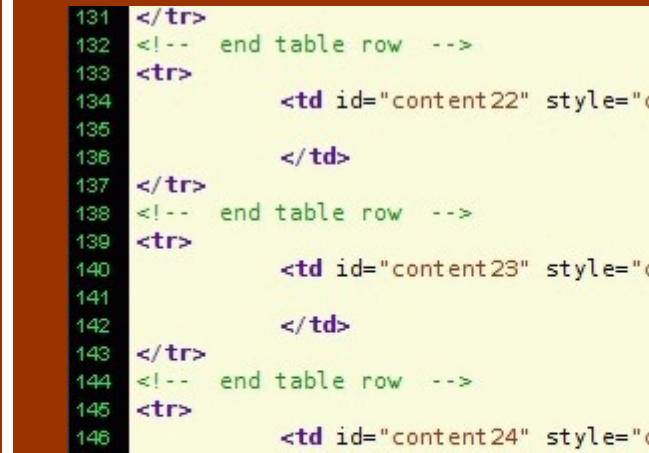 131 </tr>
132 <!--  end table row  -->
133 <tr>
134 <td id="content22" style="
135
136 </td>
137 </tr>
138 <!--  end table row  -->
139 <tr>
140 <td id="content23" style="
141
142 </td>
143 </tr>
144 <!--  end table row  -->
145 <tr>
146 <td id="content24" style="